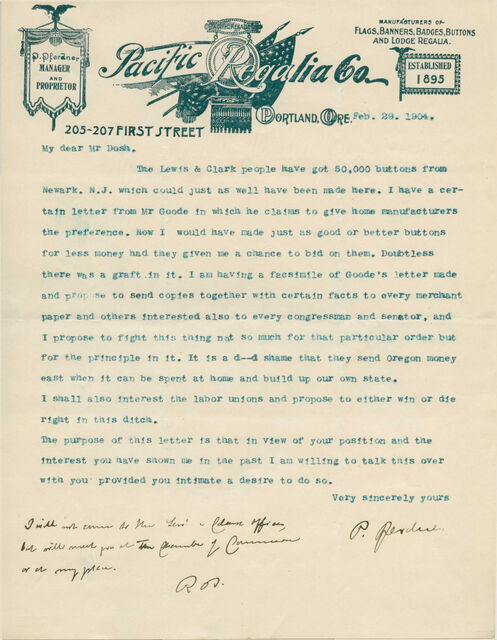 P. Pferdner
MANAGER
AND
PROPRIETOR
Pacific Regalia Co.
MANUFACTURERS OF
FLAGS, BANNERS, BADGES, BUTTONS
AND LODGE REGALIA.
ESTABLISHED
1895
205-207 FIRST STREET
PORTLAND, ORE. Feb. 29. 1904.
My dear Mr Dosh.
The Lewis & Clark people have got 50,000 buttons from
Newark. N.J. which could just as well have been made here. I have a cer-
tain letter from Mr Goode in which he claims to give home manufacturers
the preference. Now I would have made just as good or better buttons
for less money had they given me a chance to bid on them. Doubtless
there was a graft in it. I am having a facsimile of Goode's letter made
and propose to send copies together with certain facts to every merchant
paper and others interested also to every congressman and senator, and
I propose to fight this thing not so much for that particular order but
for the principle in it. It is a d--d shame that they send Oregon money
east when it can be spent at home and build up our own state.
I shall also interest the labor unions and propose to either win or die
right in this ditch.
The purpose of this letter is that in view of your position and the
interest you have shown me in the past I am willing to talk this over
with you provided you intimate a desire to do so.
Very sincerely yours
I will not come to the Lewis & Clark offices
but will meet you at the Chamber of Commerce
or at my place.
P.